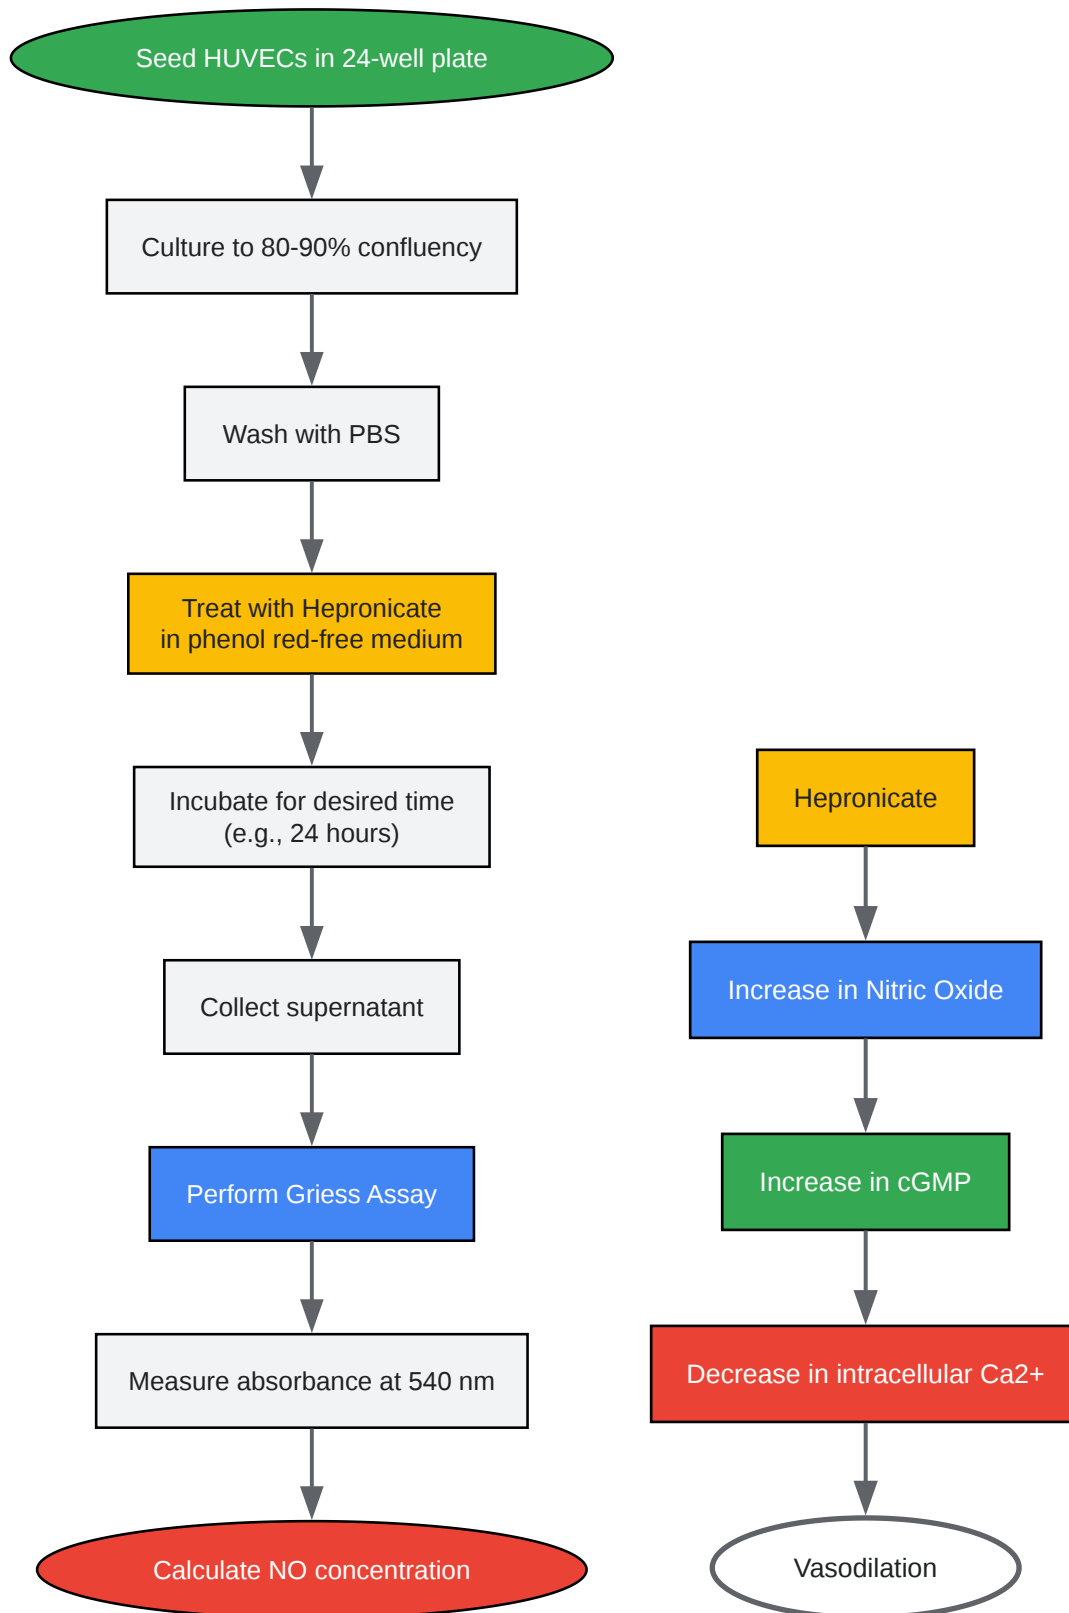 Seed HUVECs in 24-well plate
Culture to 80-90% confluency
Wash with PBS
Treat with Hepronicate
in phenol red-free medium
Incubate for desired time
(e.g., 24 hours)
Collect supernatant
Perform Griess Assay
Measure absorbance at 540 nm
Calculate NO concentration
Hepronicate
Increase in Nitric Oxide
Increase in cGMP
Decrease in intracellular Ca2+
Vasodilation